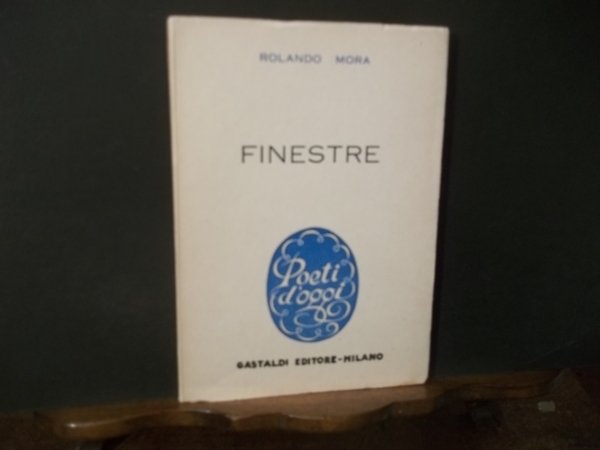 ROLANDO MORA
FINESTRE
Poeti
d'oggi
GASTALDI EDITORE-MILANO